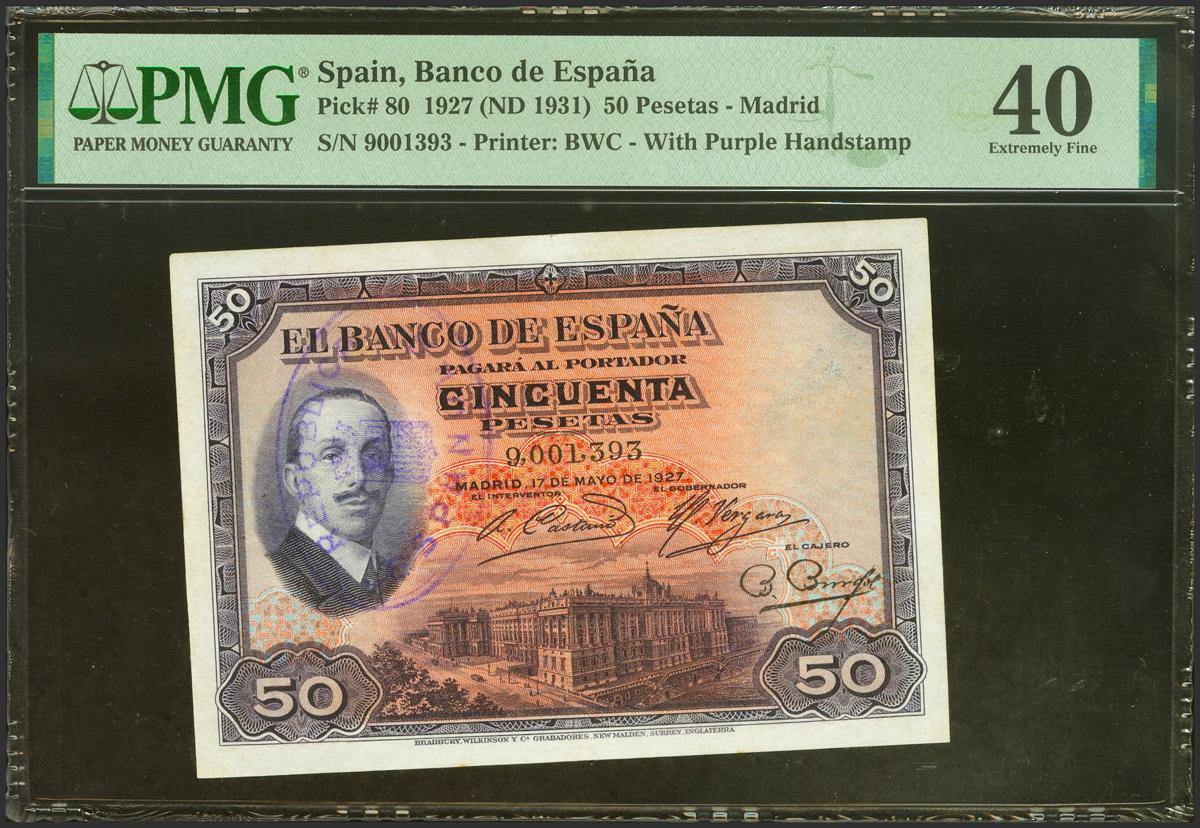 PMG®
PAPER MONEY GUARANTY
Spain, Banco de España
Pick# 80 1927 (ND 1931) 50 Pesetas - Madrid
S/N 9001393 - Printer: BWC - With Purple Handstamp
40
Extremely Fine
50
50
EL BANCO DE ESPAÑA
PAGARÁ AL PORTADOR
CINCUENTA
PESETAS
9,001,393
MADRID, 17 DE MAYO DE 1927.
EL INTERVENTOR
EL GOBERNADOR
EL CAJERO
REPUBLICA
50
50
BRADBURY, WILKINSON Y Cª GRABADORES, NEW MALDEN, SURREY, INGLATERRA